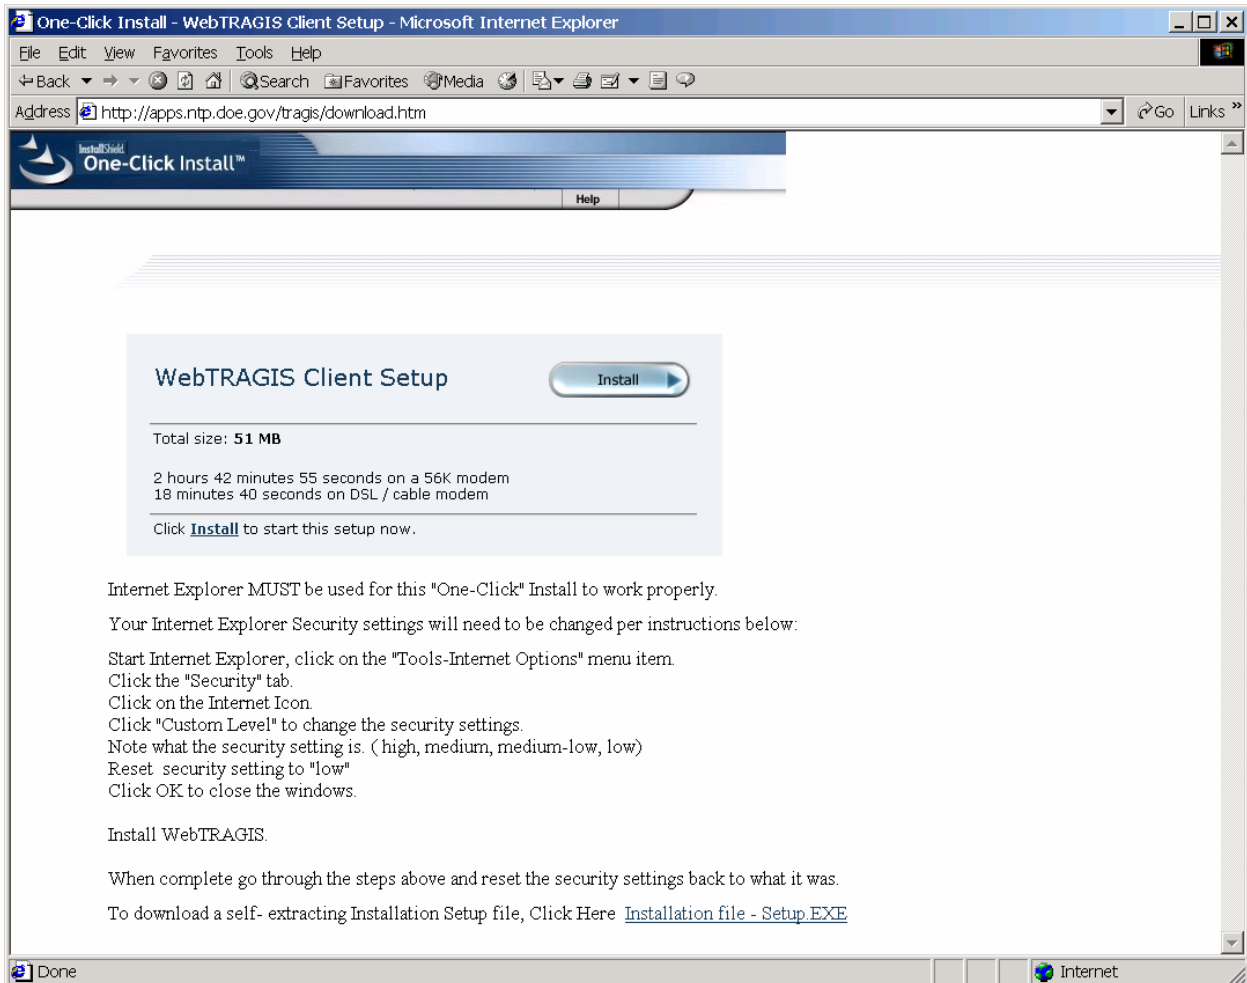 One-Click Install - WebTRAGIS Client Setup - Microsoft Internet Explorer
File Edit View Favorites Tools Help
Back Search Favorites Media
Address http://apps.ntp.doe.gov/tragis/download.htm Go Links »
InstallShield
One-Click Install™
Help
WebTRAGIS Client Setup Install
Total size: 51 MB
2 hours 42 minutes 55 seconds on a 56K modem
18 minutes 40 seconds on DSL / cable modem
Click Install to start this setup now.
Internet Explorer MUST be used for this "One-Click" Install to work properly.
Your Internet Explorer Security settings will need to be changed per instructions below:
Start Internet Explorer, click on the "Tools-Internet Options" menu item.
Click the "Security" tab.
Click on the Internet Icon.
Click "Custom Level" to change the security settings.
Note what the security setting is. ( high, medium, medium-low, low)
Reset security setting to "low"
Click OK to close the windows.
Install WebTRAGIS.
When complete go through the steps above and reset the security settings back to what it was.
To download a self- extracting Installation Setup file, Click Here Installation file - Setup.EXE
Done Internet